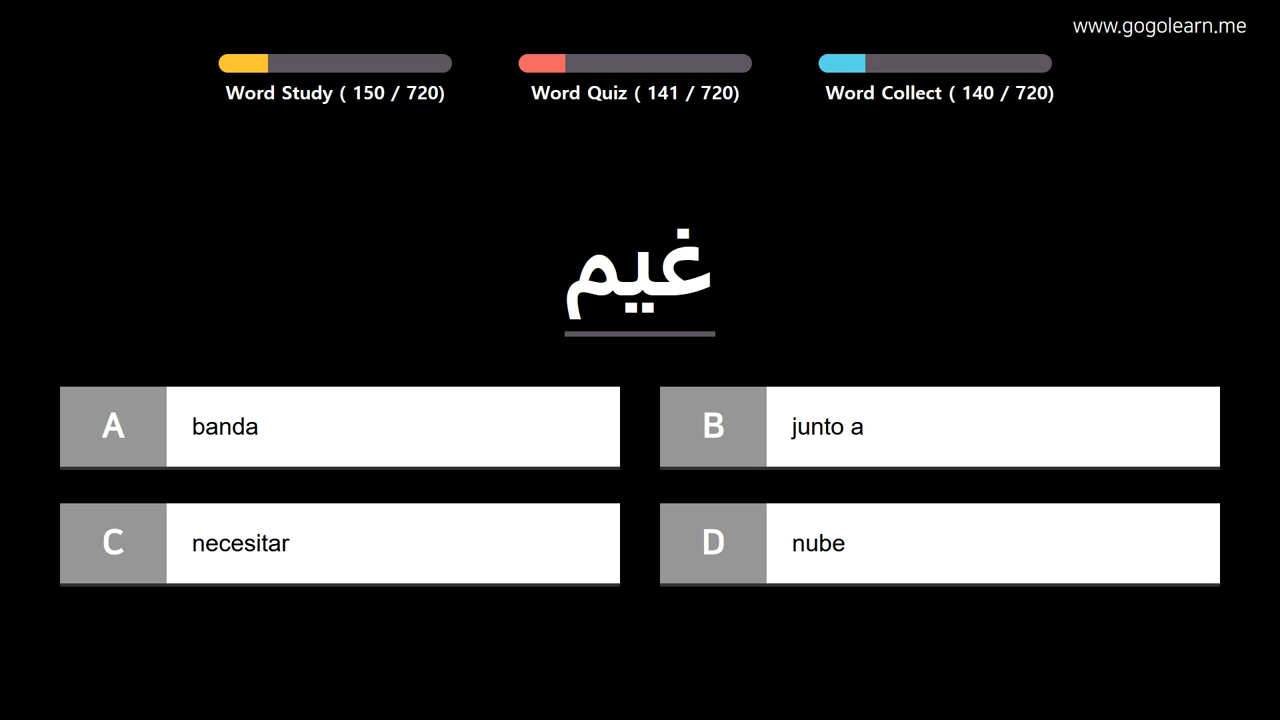 www.gogolearn.me
Word Study ( 150 / 720)
Word Quiz ( 141 / 720)
Word Collect ( 140 / 720)
غيم
A banda
B junto a
C necesitar
D nube